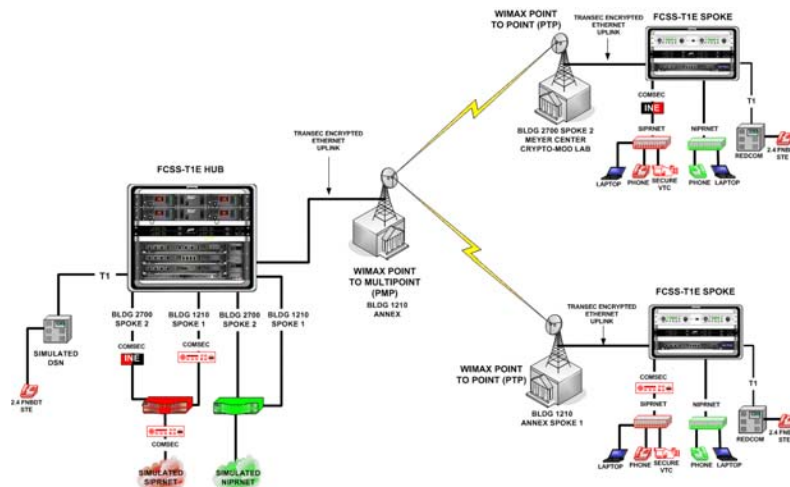 WIMAX POINT
TO POINT (PTP)
TRANSEC ENCRYPTED
ETHERNET
UPLINK
FCSS-T1E SPOKE
COMSEC
INE
SIPRNET
NIPRNET
T1
LAPTOP
PHONE
SECURE
VTC
PHONE
LAPTOP
REDCOM
2.4 FNBDT
STE
BLDG 2700 SPOKE 2
MEYER CENTER
CRYPTO-MOD LAB
TRANSEC ENCRYPTED
ETHERNET
UPLINK
FCSS-T1E HUB
WIMAX POINT
TO MULTIPOINT
(PMP)
BLDG 1210
ANNEX
T1
BLDG 2700
SPOKE 2
BLDG 1210
SPOKE 1
BLDG 2700
SPOKE 2
BLDG 1210
SPOKE 1
COMSEC
INE
COMSEC
SIMULATED
DSN
2.4 FNBDT
STE
COMSEC
SIMULATED
SIPRNET
SIMULATED
NIPRNET
WIMAX POINT
TO POINT (PTP)
TRANSEC ENCRYPTED
ETHERNET
UPLINK
FCSS-T1E SPOKE
BLDG 1210
ANNEX SPOKE 1
COMSEC
SIPRNET
NIPRNET
T1
LAPTOP
PHONE
SECURE
VTC
PHONE
LAPTOP
REDCOM
2.4 FNBDT
STE